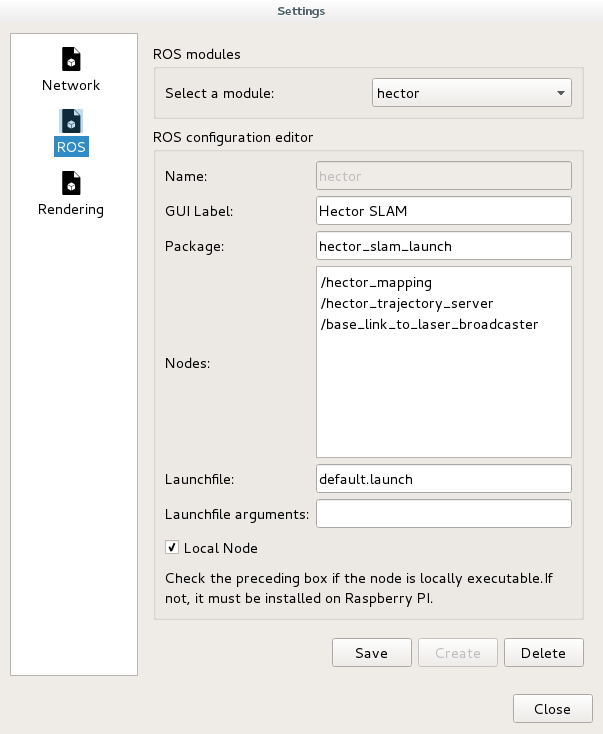 Settings
Network
ROS
Rendering
ROS modules
Select a module:
hector
ROS configuration editor
Name:
hector
GUI Label:
Hector SLAM
Package:
hector_slam_launch
Nodes:
/hector_mapping
/hector_trajectory_server
/base_link_to_laser_broadcaster
Launchfile:
default.launch
Launchfile arguments:
Local Node
Check the preceding box if the node is locally executable.If
not, it must be installed on Raspberry PI.
Save
Create
Delete
Close